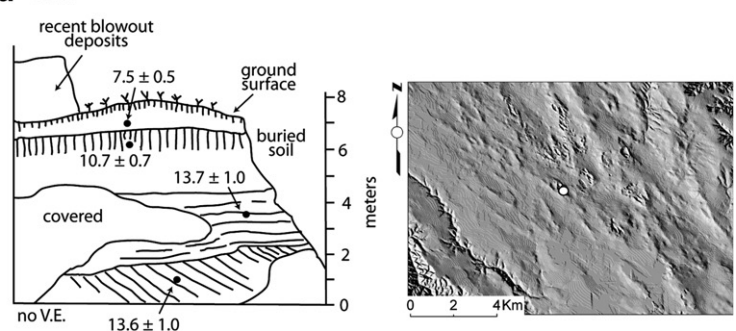 recent blowout
deposits
7.5 ± 0.5
ground
surface
8
buried
soil
6
10.7 ± 0.7
13.7 ± 1.0
4
meters
covered
2
0
no V.E.
13.6 ± 1.0
N
0 2 4Km